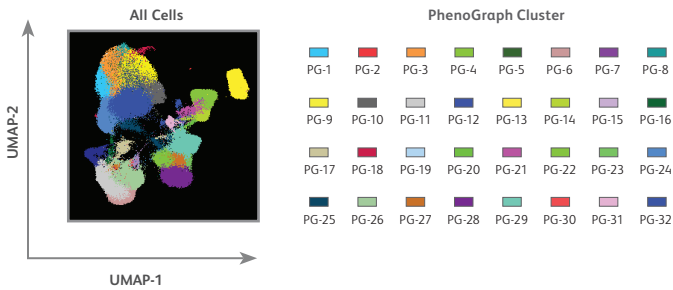 All Cells
PhenoGraph Cluster
UMAP-2
UMAP-1
PG-1 PG-2 PG-3 PG-4 PG-5 PG-6 PG-7 PG-8
PG-9 PG-10 PG-11 PG-12 PG-13 PG-14 PG-15 PG-16
PG-17 PG-18 PG-19 PG-20 PG-21 PG-22 PG-23 PG-24
PG-25 PG-26 PG-27 PG-28 PG-29 PG-30 PG-31 PG-32